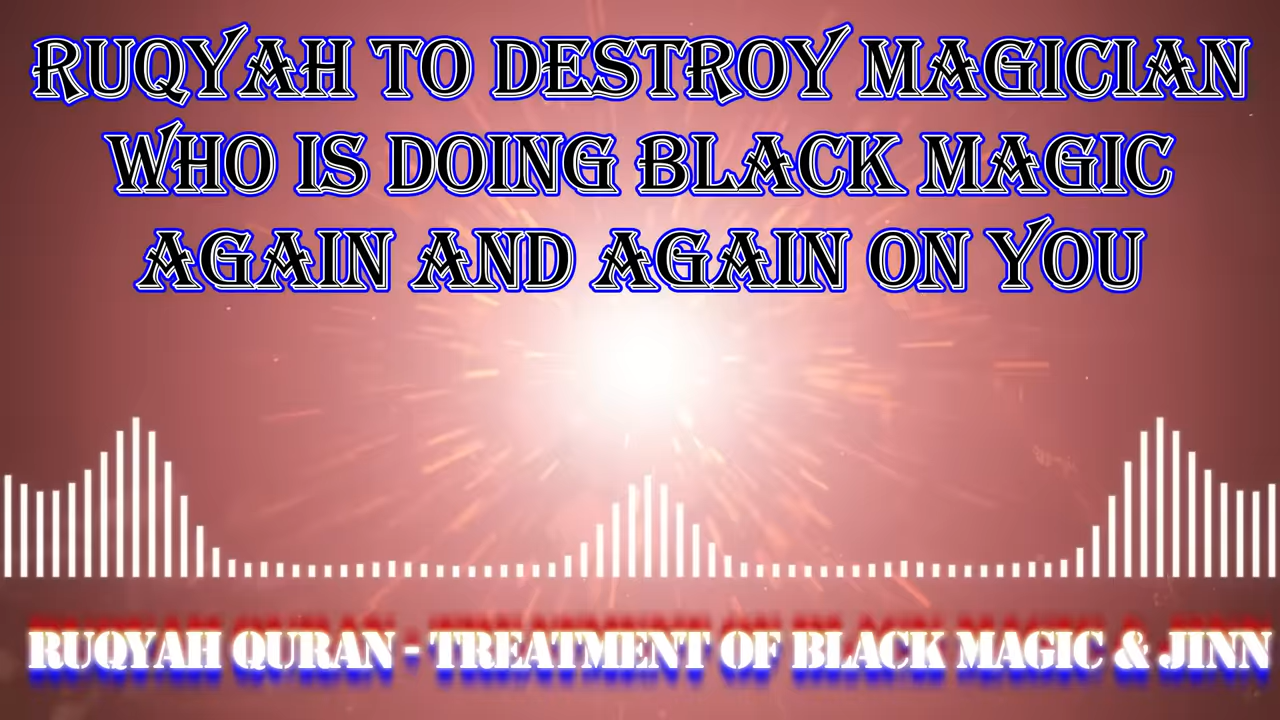 RUQYAH TO DESTROY MAGICIAN
WHO IS DOING BLACK MAGIC
AGAIN AND AGAIN ON YOU
RUQYAH QURAN - TREATMENT OF BLACK MAGIC & JINN